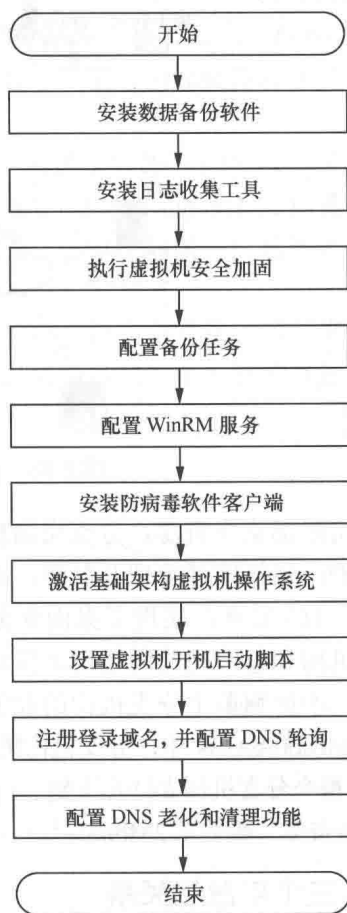 开始
安装数据备份软件
安装日志收集工具
执行虚拟机安全加固
配置备份任务
配置 WinRM 服务
安装防病毒软件客户端
激活基础架构虚拟机操作系统
设置虚拟机开机启动脚本
注册登录域名，并配置 DNS 轮询
配置 DNS 老化和清理功能
结束